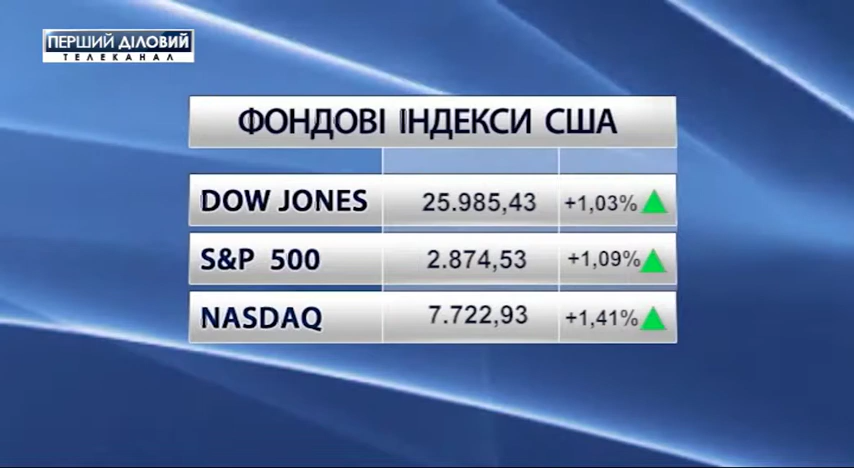 ПЕРШИЙ ДІЛОВИЙ
ТЕЛЕКАНАЛ
ФОНДОВІ ІНДЕКСИ США
DOW JONES 25.985,43 +1,03%
S&P 500 2.874,53 +1,09%
NASDAQ 7.722,93 +1,41%